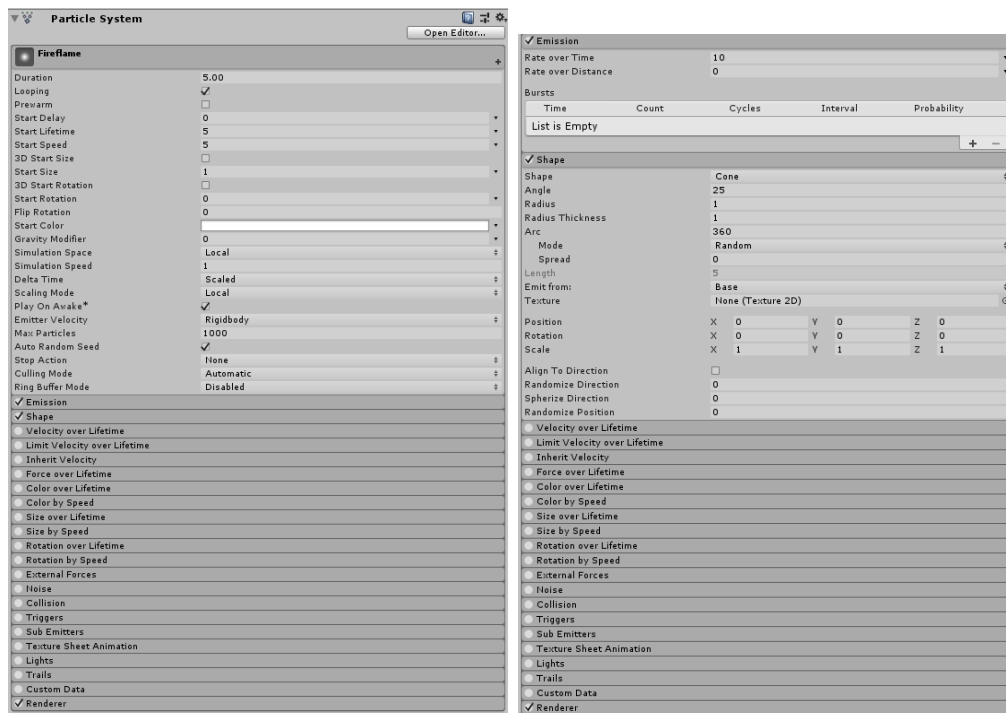 Particle System
Open Editor...
Fireflame
+
Duration 5.00
Looping
Prewarm
Start Delay 0
Start Lifetime 5
Start Speed 5
3D Start Size
Start Size 1
3D Start Rotation
Start Rotation 0
Flip Rotation 0
Start Color
Gravity Modifier 0
Simulation Space Local
Simulation Speed 1
Delta Time Scaled
Scaling Mode Local
Play On Awake*
Emitter Velocity Rigidbody
Max Particles 1000
Auto Random Seed
Stop Action None
Culling Mode Automatic
Ring Buffer Mode Disabled
Emission
Shape
Velocity over Lifetime
Limit Velocity over Lifetime
Inherit Velocity
Force over Lifetime
Color over Lifetime
Color by Speed
Size over Lifetime
Size by Speed
Rotation over Lifetime
Rotation by Speed
External Forces
Noise
Collision
Triggers
Sub Emitters
Texture Sheet Animation
Lights
Trails
Custom Data
Renderer
Emission
Rate over Time 10
Rate over Distance 0
Bursts
Time Count Cycles Interval Probability
List is Empty
+ −
Shape
Shape Cone
Angle 25
Radius 1
Radius Thickness 1
Arc 360
Mode Random
Spread 0
Length 5
Emit from: Base
Texture None (Texture 2D)
Position X 0 Y 0 Z 0
Rotation X 0 Y 0 Z 0
Scale X 1 Y 1 Z 1
Align To Direction
Randomize Direction 0
Spherize Direction 0
Randomize Position 0
Velocity over Lifetime
Limit Velocity over Lifetime
Inherit Velocity
Force over Lifetime
Color over Lifetime
Color by Speed
Size over Lifetime
Size by Speed
Rotation over Lifetime
Rotation by Speed
External Forces
Noise
Collision
Triggers
Sub Emitters
Texture Sheet Animation
Lights
Trails
Custom Data
Renderer